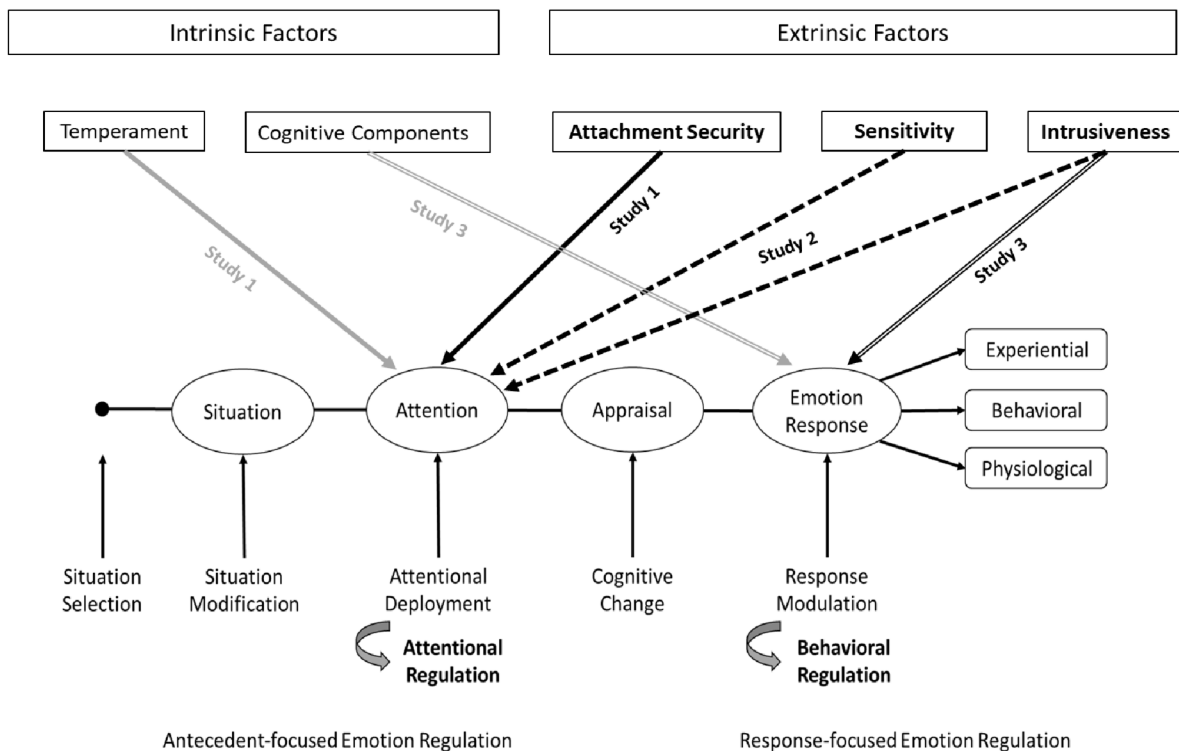 Intrinsic Factors
Extrinsic Factors
Temperament
Cognitive Components
Attachment Security
Sensitivity
Intrusiveness
Study 1
Study 3
Study 1
Study 2
Study 3
Situation
Attention
Appraisal
Emotion
Response
Experiential
Behavioral
Physiological
Situation
Selection
Situation
Modification
Attentional
Deployment
Cognitive
Change
Response
Modulation
Attentional
Regulation
Behavioral
Regulation
Antecedent-focused Emotion Regulation
Response-focused Emotion Regulation